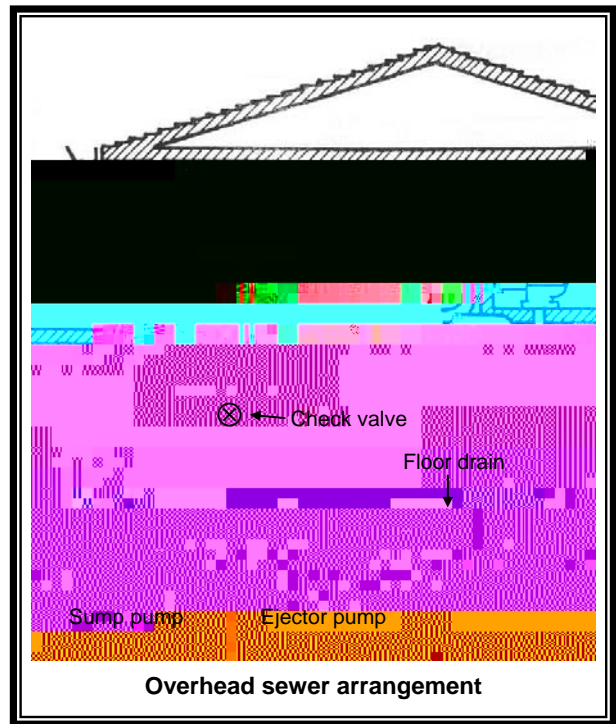 Check valve
Floor drain
Sump pump
Ejector pump
Overhead sewer arrangement